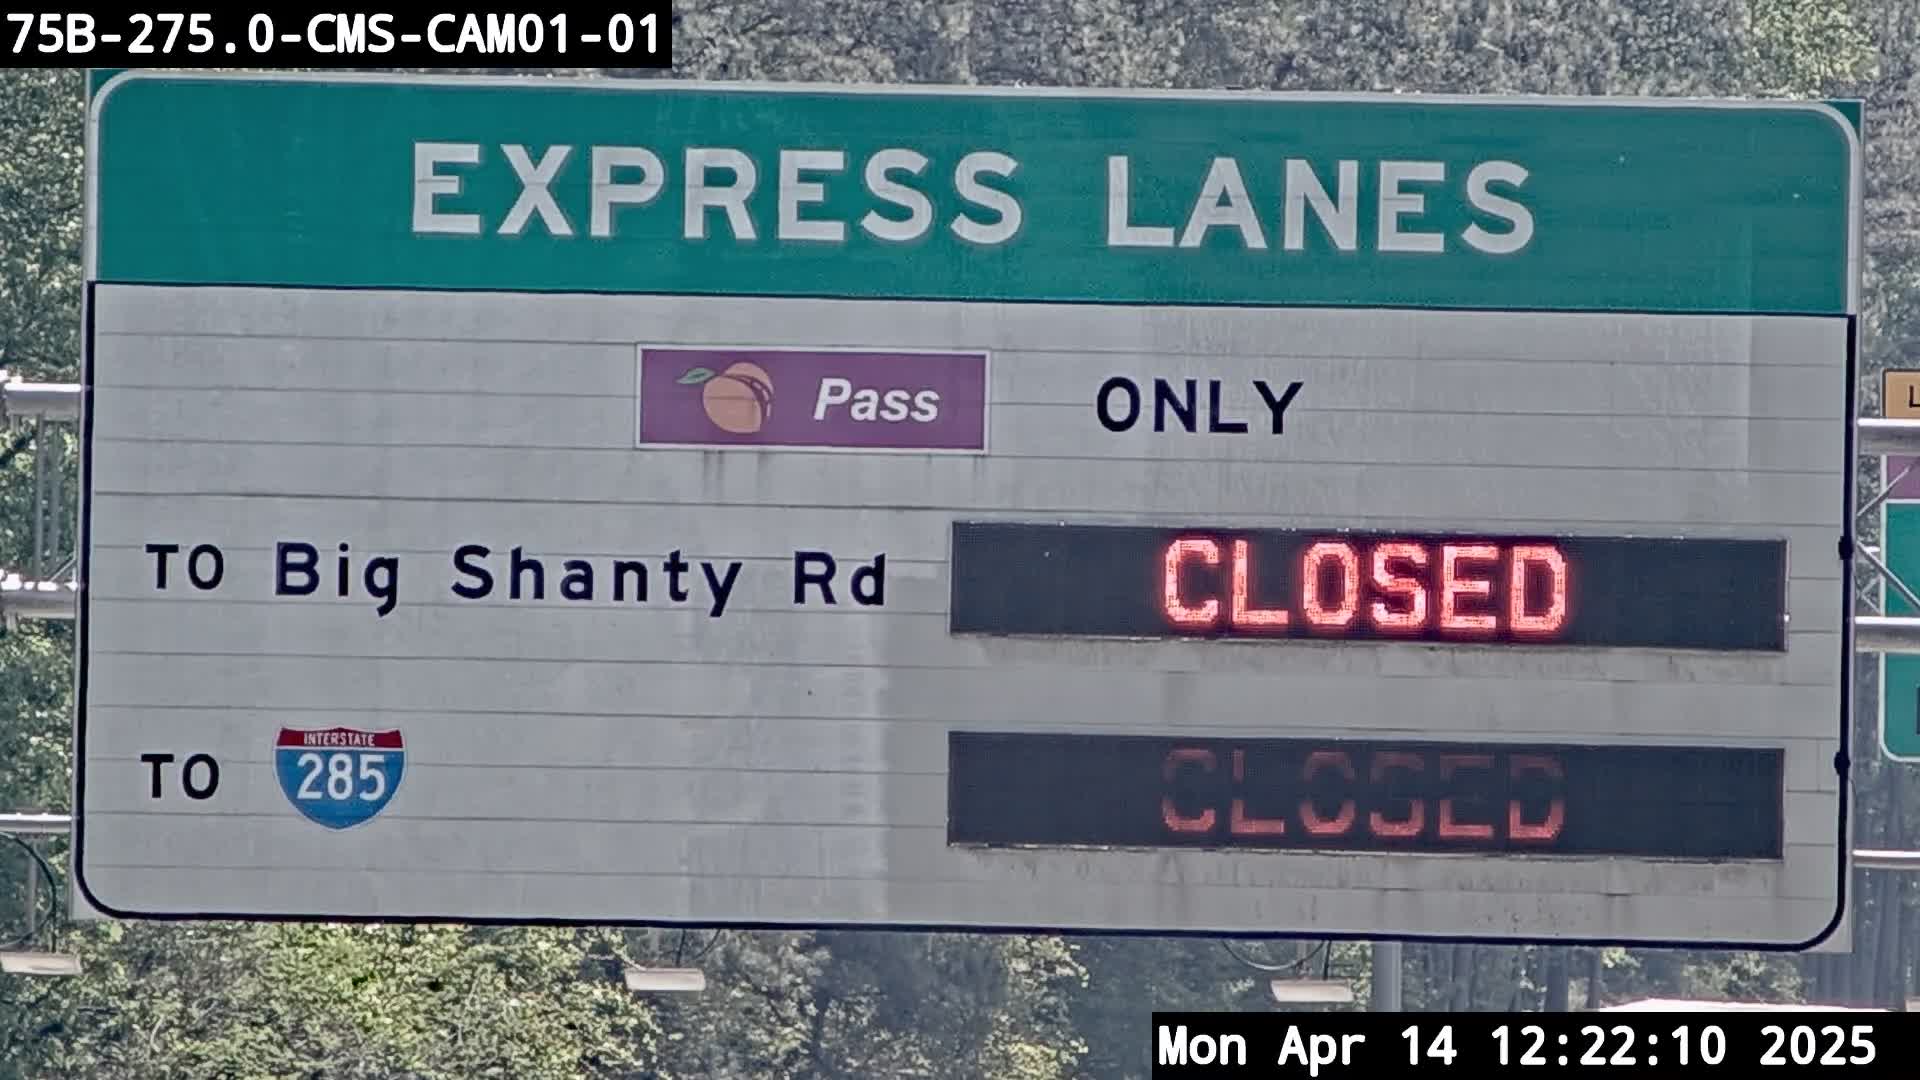 75B-275.0-CMS-CAM01-01
EXPRESS LANES
Pass ONLY
TO Big Shanty Rd CLOSED
TO INTERSTATE 285 CLOSED
Mon Apr 14 12:22:10 2025